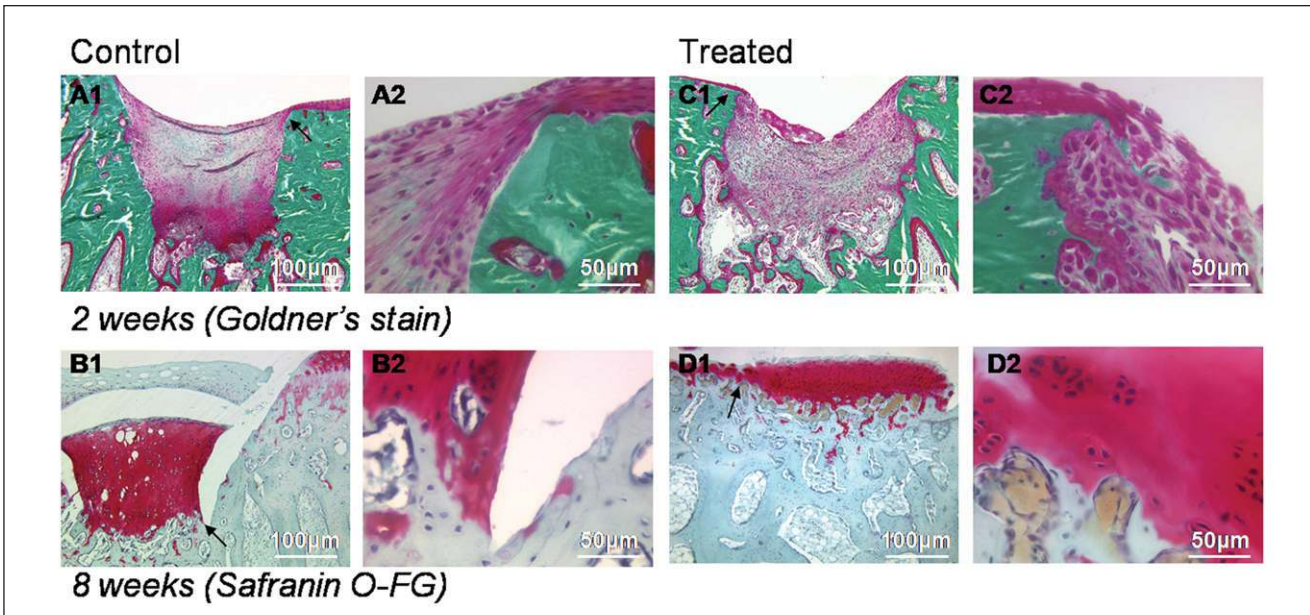 Control Treated
A1 A2 C1 C2
100µm 50µm 100µm 50µm
2 weeks (Goldner's stain)
B1 B2 D1 D2
100µm 50µm 100µm 50µm
8 weeks (Safranin O-FG)